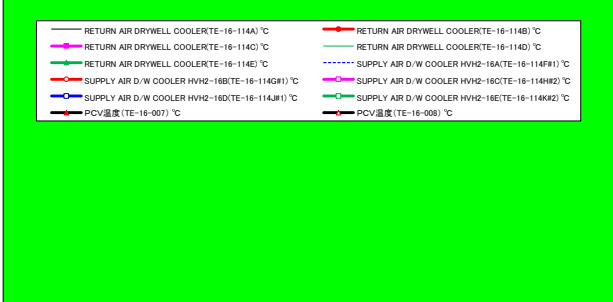 RETURN AIR DRYWELL COOLER(TE-16-114A) ℃ RETURN AIR DRYWELL COOLER(TE-16-114B) ℃
RETURN AIR DRYWELL COOLER(TE-16-114C) ℃ RETURN AIR DRYWELL COOLER(TE-16-114D) ℃
RETURN AIR DRYWELL COOLER(TE-16-114E) ℃ SUPPLY AIR D/W COOLER HVH2-16A(TE-16-114F#1) ℃
SUPPLY AIR D/W COOLER HVH2-16B(TE-16-114G#1) ℃ SUPPLY AIR D/W COOLER HVH2-16C(TE-16-114H#2) ℃
SUPPLY AIR D/W COOLER HVH2-16D(TE-16-114J#1) ℃ SUPPLY AIR D/W COOLER HVH2-16E(TE-16-114K#2) ℃
PCV温度(TE-16-007) ℃ PCV温度(TE-16-008) ℃